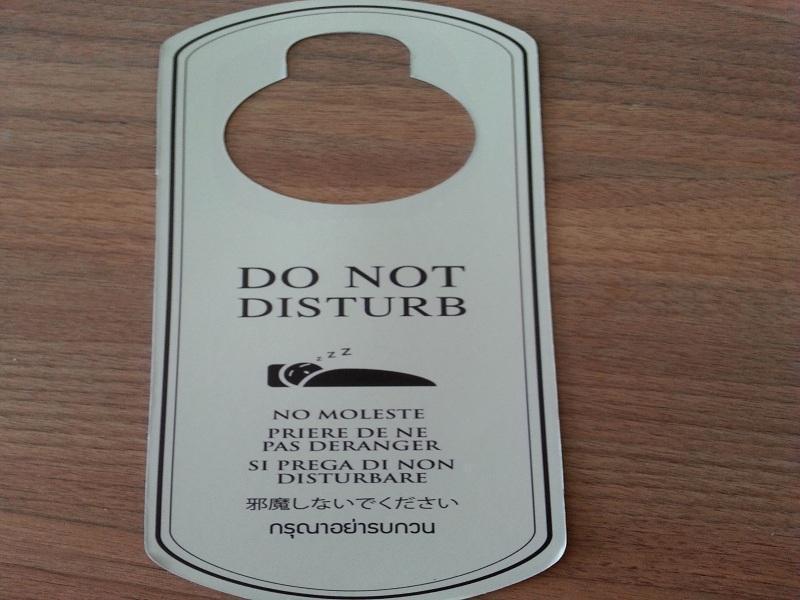 DO NOT
DISTURB
z z z
NO MOLESTE
PRIERE DE NE
PAS DERANGER
SI PREGA DI NON
DISTURBARE
邪魔しないでください
กรุณาอย่ารบกวน